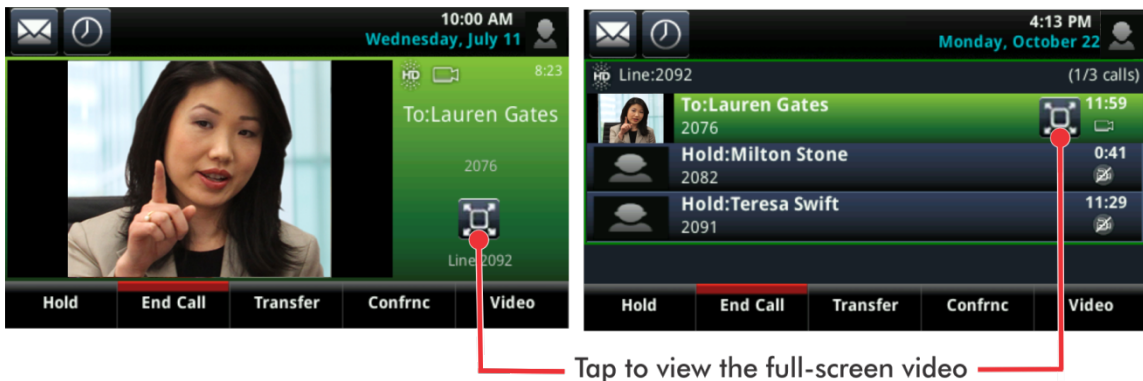 10:00 AM
Wednesday, July 11
HD
8:23
To:Lauren Gates
2076
Line:2092
Hold
End Call
Transfer
Confrnc
Video
4:13 PM
Monday, October 22
HD Line:2092
(1/3 calls)
To:Lauren Gates
11:59
2076
Hold:Milton Stone
0:41
2082
Hold:Teresa Swift
11:29
2091
Hold
End Call
Transfer
Confrnc
Video
Tap to view the full-screen video